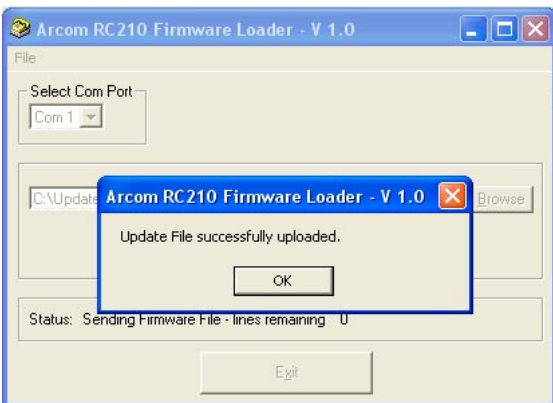 Arcom RC210 Firmware Loader - V 1.0
File
Select Com Port
Com 1
C:\Update
Browse
Arcom RC210 Firmware Loader - V 1.0
Update File successfully uploaded.
OK
Status: Sending Firmware File - lines remaining 0
Exit